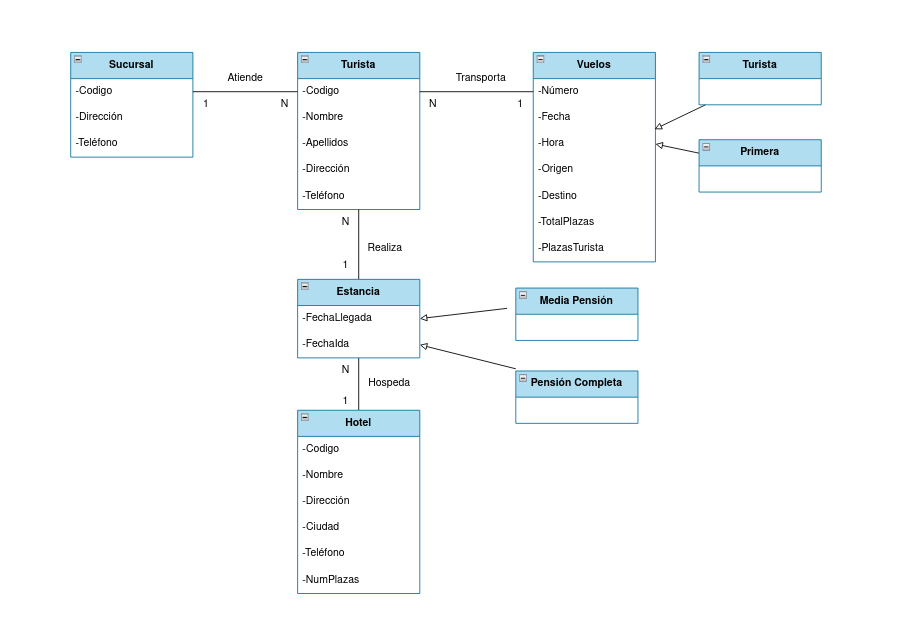 Sucursal
-Codigo
-Dirección
-Teléfono
Atiende
1
N
Turista
-Codigo
-Nombre
-Apellidos
-Dirección
-Teléfono
Transporta
N
1
Vuelos
-Número
-Fecha
-Hora
-Origen
-Destino
-TotalPlazas
-PlazasTurista
Turista
Primera
N
Realiza
1
Estancia
-FechaLlegada
-FechaIda
Media Pensión
Pensión Completa
N
Hospeda
1
Hotel
-Codigo
-Nombre
-Dirección
-Ciudad
-Teléfono
-NumPlazas